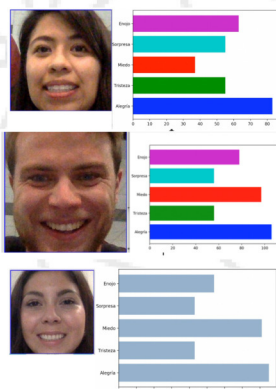 Enojo
Sorpresa
Miedo
Tristeza
Alegria
0 10 20 30 40 50 60 70 80
Enojo
Sorpresa
Miedo
Tristeza
Alegria
0 20 40 60 80 100
Enojo
Sorpresa
Miedo
Tristeza
Alegria